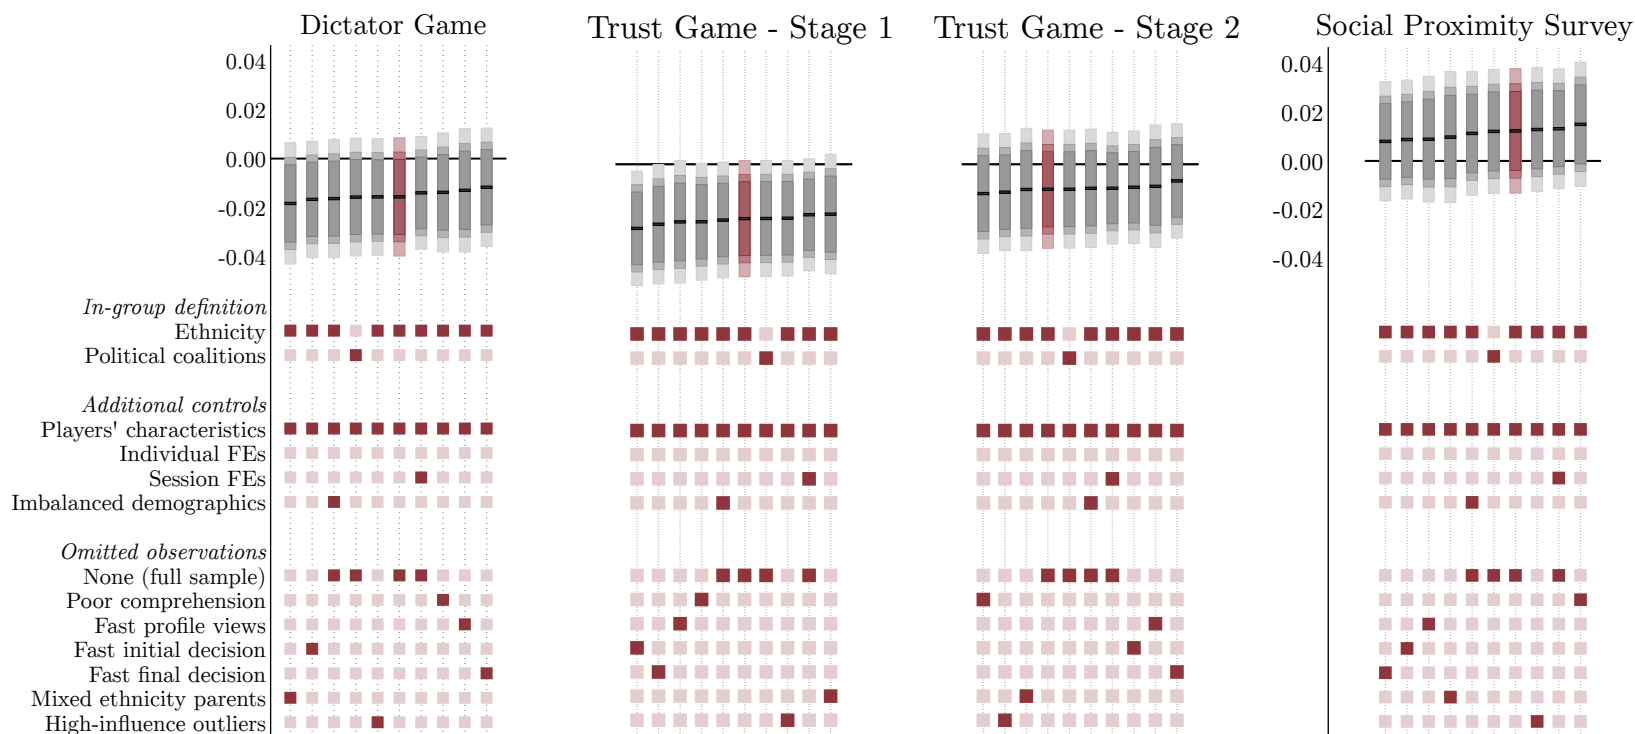 Dictator Game
Trust Game - Stage 1
Trust Game - Stage 2
Social Proximity Survey
0.04
0.02
0.00
-0.02
-0.04
0.04
0.02
0.00
-0.02
-0.04
In-group definition
Ethnicity
Political coalitions
Additional controls
Players' characteristics
Individual FEs
Session FEs
Imbalanced demographics
Omitted observations
None (full sample)
Poor comprehension
Fast profile views
Fast initial decision
Fast final decision
Mixed ethnicity parents
High-influence outliers